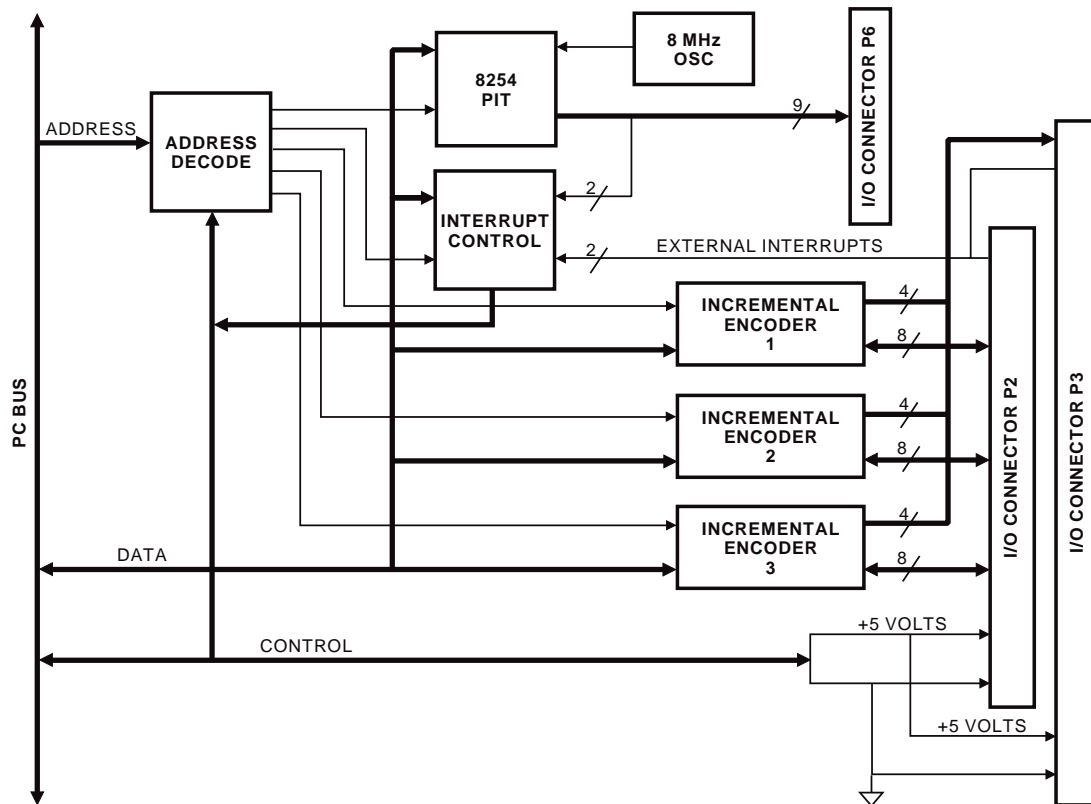 8 MHz
OSC
I/O CONNECTOR P6
8254
PIT
9
I/O CONNECTOR P3
ADDRESS
ADDRESS
DECODE
2
INTERRUPT
CONTROL
2
EXTERNAL INTERRUPTS
I/O CONNECTOR P2
PC BUS
INCREMENTAL
ENCODER
1
4
8
INCREMENTAL
ENCODER
2
4
8
INCREMENTAL
ENCODER
3
4
8
DATA
CONTROL
+5 VOLTS
+5 VOLTS